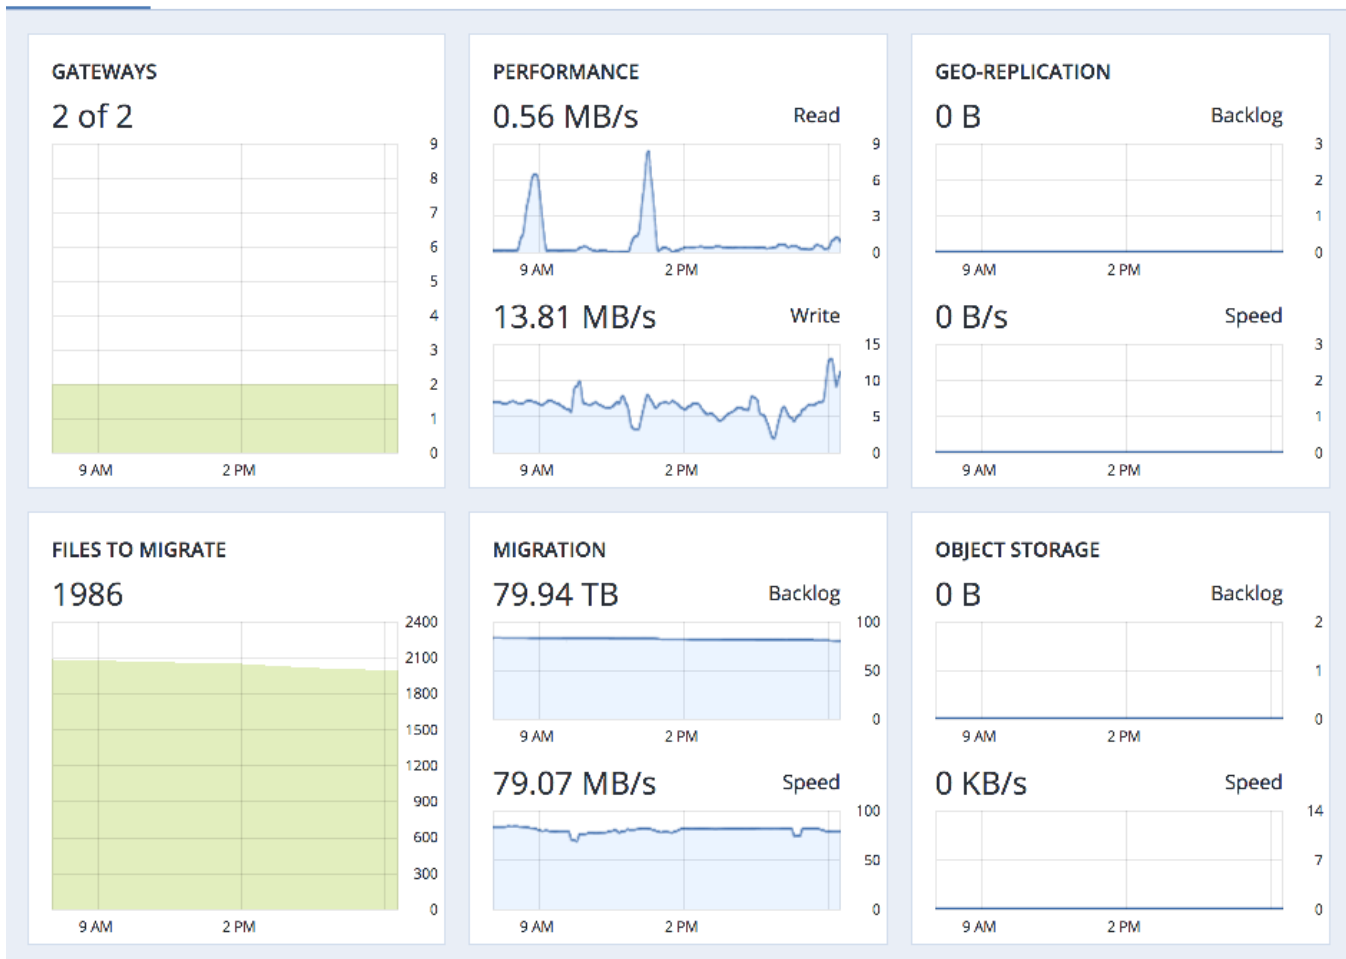 GATEWAYS
2 of 2
9
8
7
6
5
4
3
2
1
0
9 AM 2 PM
PERFORMANCE
0.56 MB/s Read
9
6
3
0
9 AM 2 PM
13.81 MB/s Write
15
10
5
0
9 AM 2 PM
GEO-REPLICATION
0 B Backlog
3
2
1
0
9 AM 2 PM
0 B/s Speed
3
2
1
0
9 AM 2 PM
FILES TO MIGRATE
1986
2400
2100
1800
1500
1200
900
600
300
0
9 AM 2 PM
MIGRATION
79.94 TB Backlog
100
50
0
9 AM 2 PM
79.07 MB/s Speed
100
50
0
9 AM 2 PM
OBJECT STORAGE
0 B Backlog
2
1
0
9 AM 2 PM
0 KB/s Speed
14
7
0
9 AM 2 PM